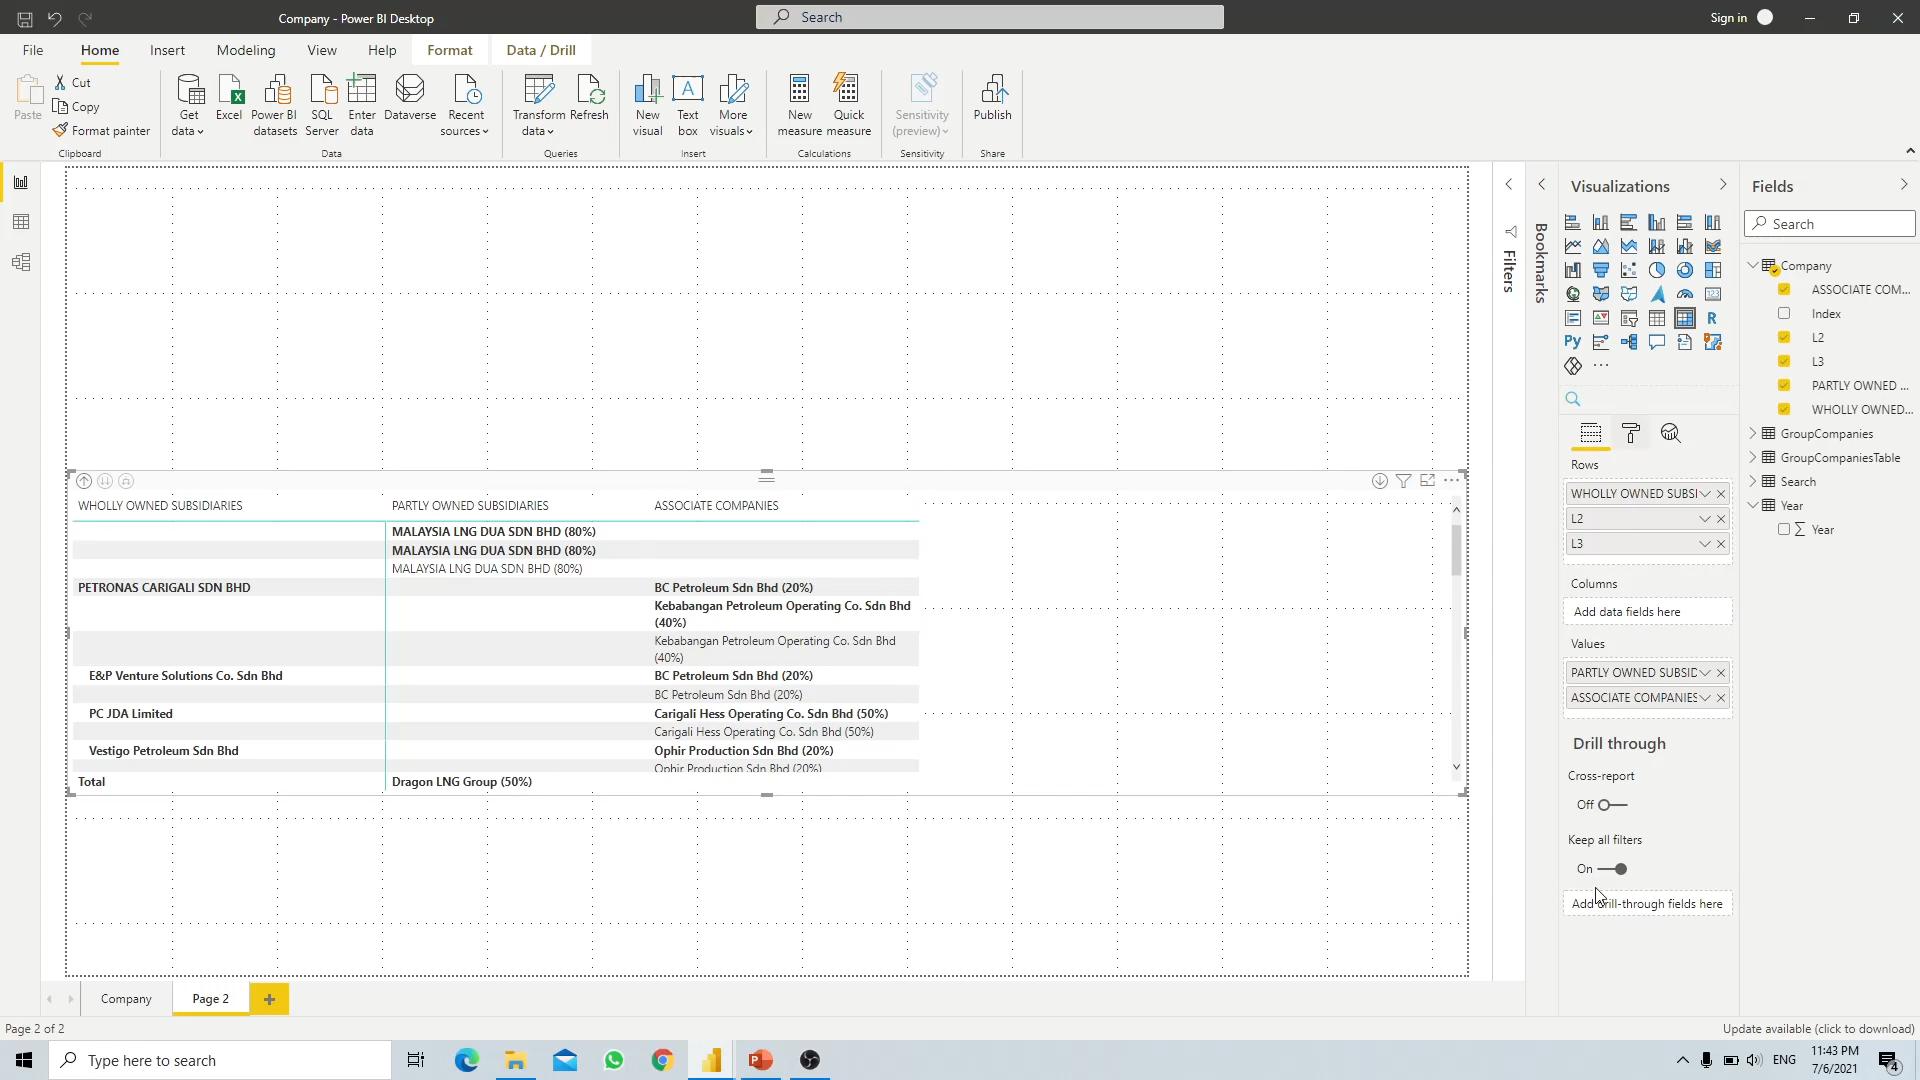 Company - Power BI Desktop
Search
Sign in
File
Home
Insert
Modeling
View
Help
Format
Data / Drill
Paste
Cut
Copy
Format painter
Clipboard
Get data
Excel
Power BI datasets
SQL Server
Enter data
Dataverse
Recent sources
Data
Transform data
Refresh
Queries
New visual
Text box
More visuals
Insert
New measure
Quick measure
Calculations
Sensitivity (preview)
Sensitivity
Publish
Share
WHOLLY OWNED SUBSIDIARIES
PARTLY OWNED SUBSIDIARIES
ASSOCIATE COMPANIES
MALAYSIA LNG DUA SDN BHD (80%)
MALAYSIA LNG DUA SDN BHD (80%)
MALAYSIA LNG DUA SDN BHD (80%)
PETRONAS CARIGALI SDN BHD
BC Petroleum Sdn Bhd (20%)
Kebabangan Petroleum Operating Co. Sdn Bhd
(40%)
Kebabangan Petroleum Operating Co. Sdn Bhd
(40%)
E&P Venture Solutions Co. Sdn Bhd
BC Petroleum Sdn Bhd (20%)
BC Petroleum Sdn Bhd (20%)
PC JDA Limited
Carigali Hess Operating Co. Sdn Bhd (50%)
Carigali Hess Operating Co. Sdn Bhd (50%)
Vestigo Petroleum Sdn Bhd
Ophir Production Sdn Bhd (20%)
Ophir Production Sdn Bhd (20%)
Total
Dragon LNG Group (50%)
Filters
Bookmarks
Visualizations
R
Py
Rows
WHOLLY OWNED SUBSI
L2
L3
Columns
Add data fields here
Values
PARTLY OWNED SUBSID
ASSOCIATE COMPANIES
Drill through
Cross-report
Off
Keep all filters
On
Add drill-through fields here
Fields
Search
Company
ASSOCIATE COM...
Index
L2
L3
PARTLY OWNED ...
WHOLLY OWNED...
GroupCompanies
GroupCompaniesTable
Search
Year
Σ Year
Company
Page 2
Page 2 of 2
Update available (click to download)
Type here to search
ENG
11:43 PM
7/6/2021
4